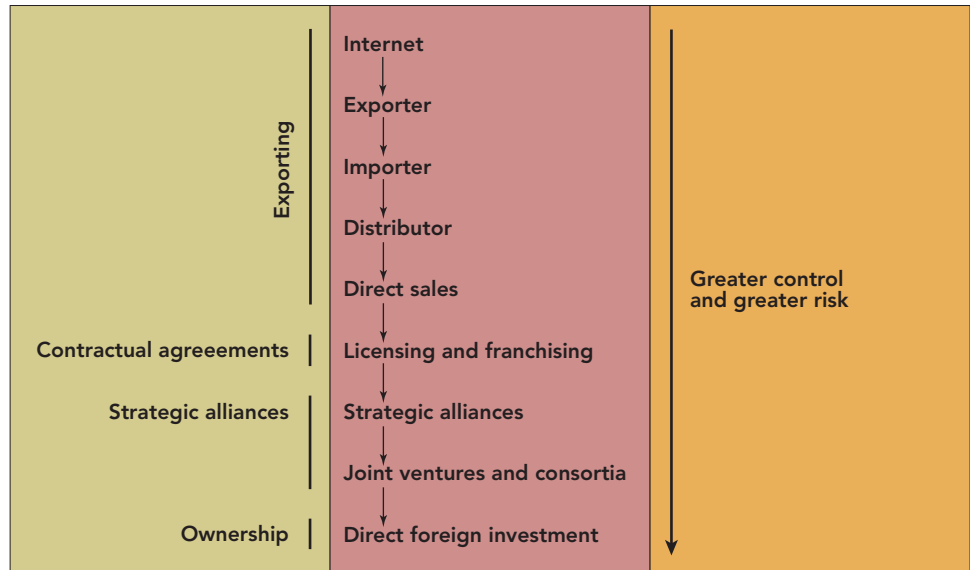 Exporting
Contractual agreeements
Strategic alliances
Ownership
Internet
Exporter
Importer
Distributor
Direct sales
Licensing and franchising
Strategic alliances
Joint ventures and consortia
Direct foreign investment
Greater control
and greater risk